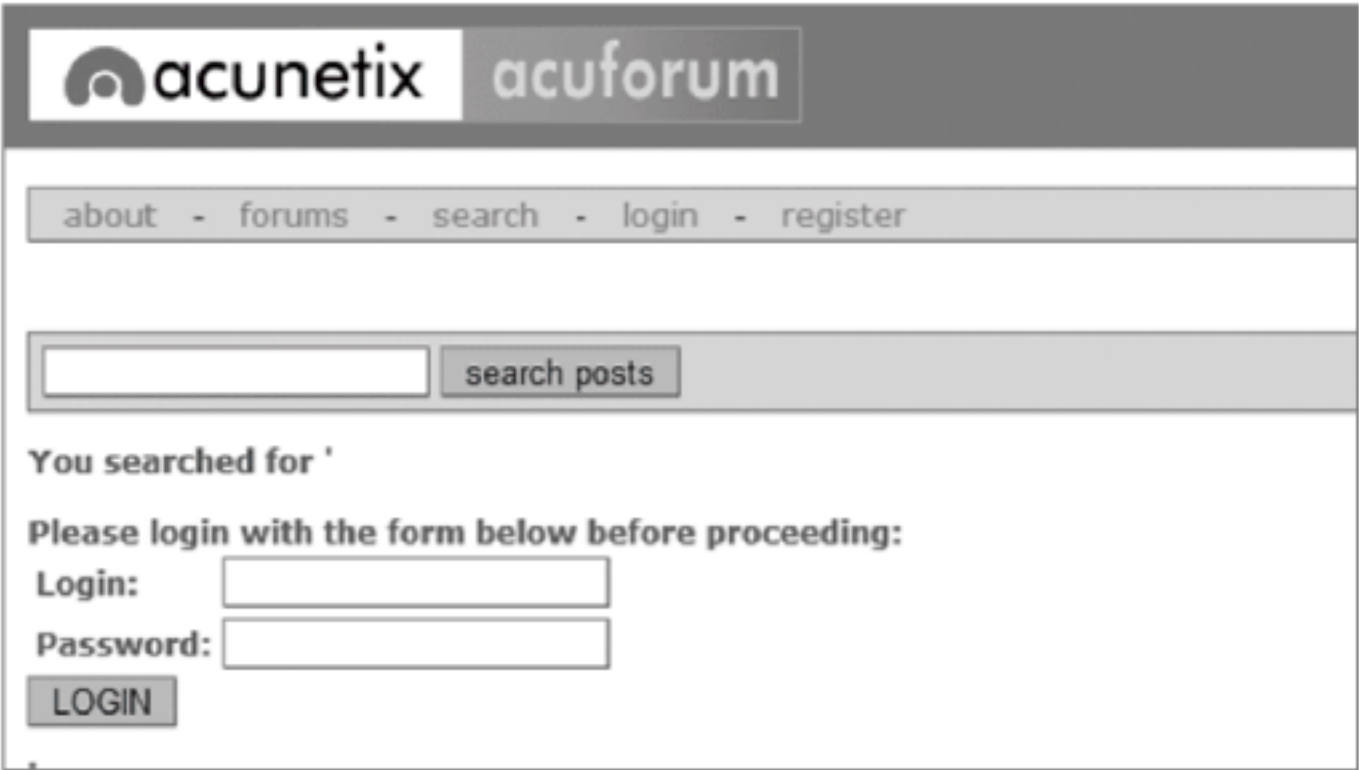 acunetix acuforum
about - forums - search - login - register
search posts
You searched for '
Please login with the form below before proceeding:
Login:
Password:
LOGIN